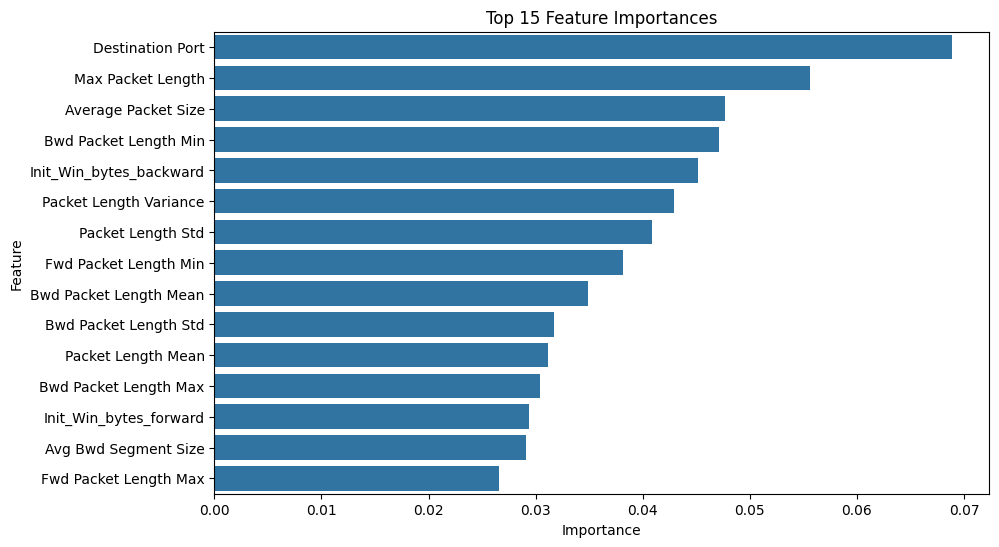 Top 15 Feature Importances
Feature
Destination Port
Max Packet Length
Average Packet Size
Bwd Packet Length Min
Init_Win_bytes_backward
Packet Length Variance
Packet Length Std
Fwd Packet Length Min
Bwd Packet Length Mean
Bwd Packet Length Std
Packet Length Mean
Bwd Packet Length Max
Init_Win_bytes_forward
Avg Bwd Segment Size
Fwd Packet Length Max
0.00 0.01 0.02 0.03 0.04 0.05 0.06 0.07
Importance